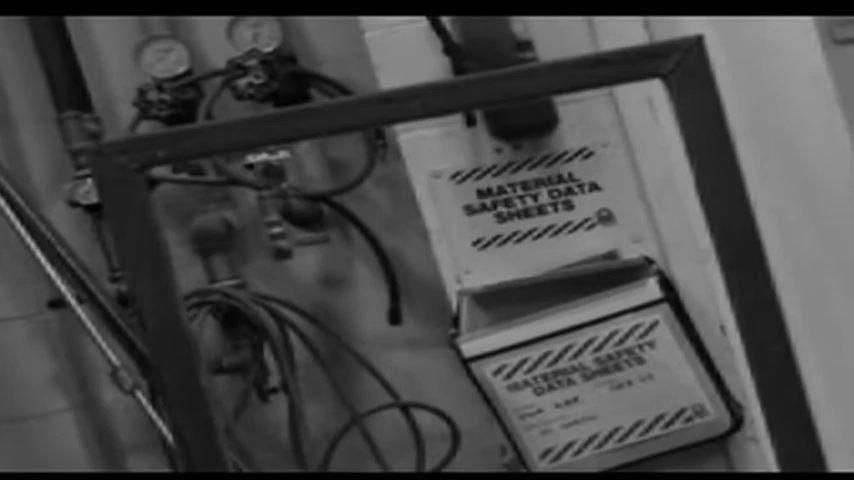 MATERIAL
SAFETY DATA
SHEETS
MATERIAL SAFETY
DATA SHEETS